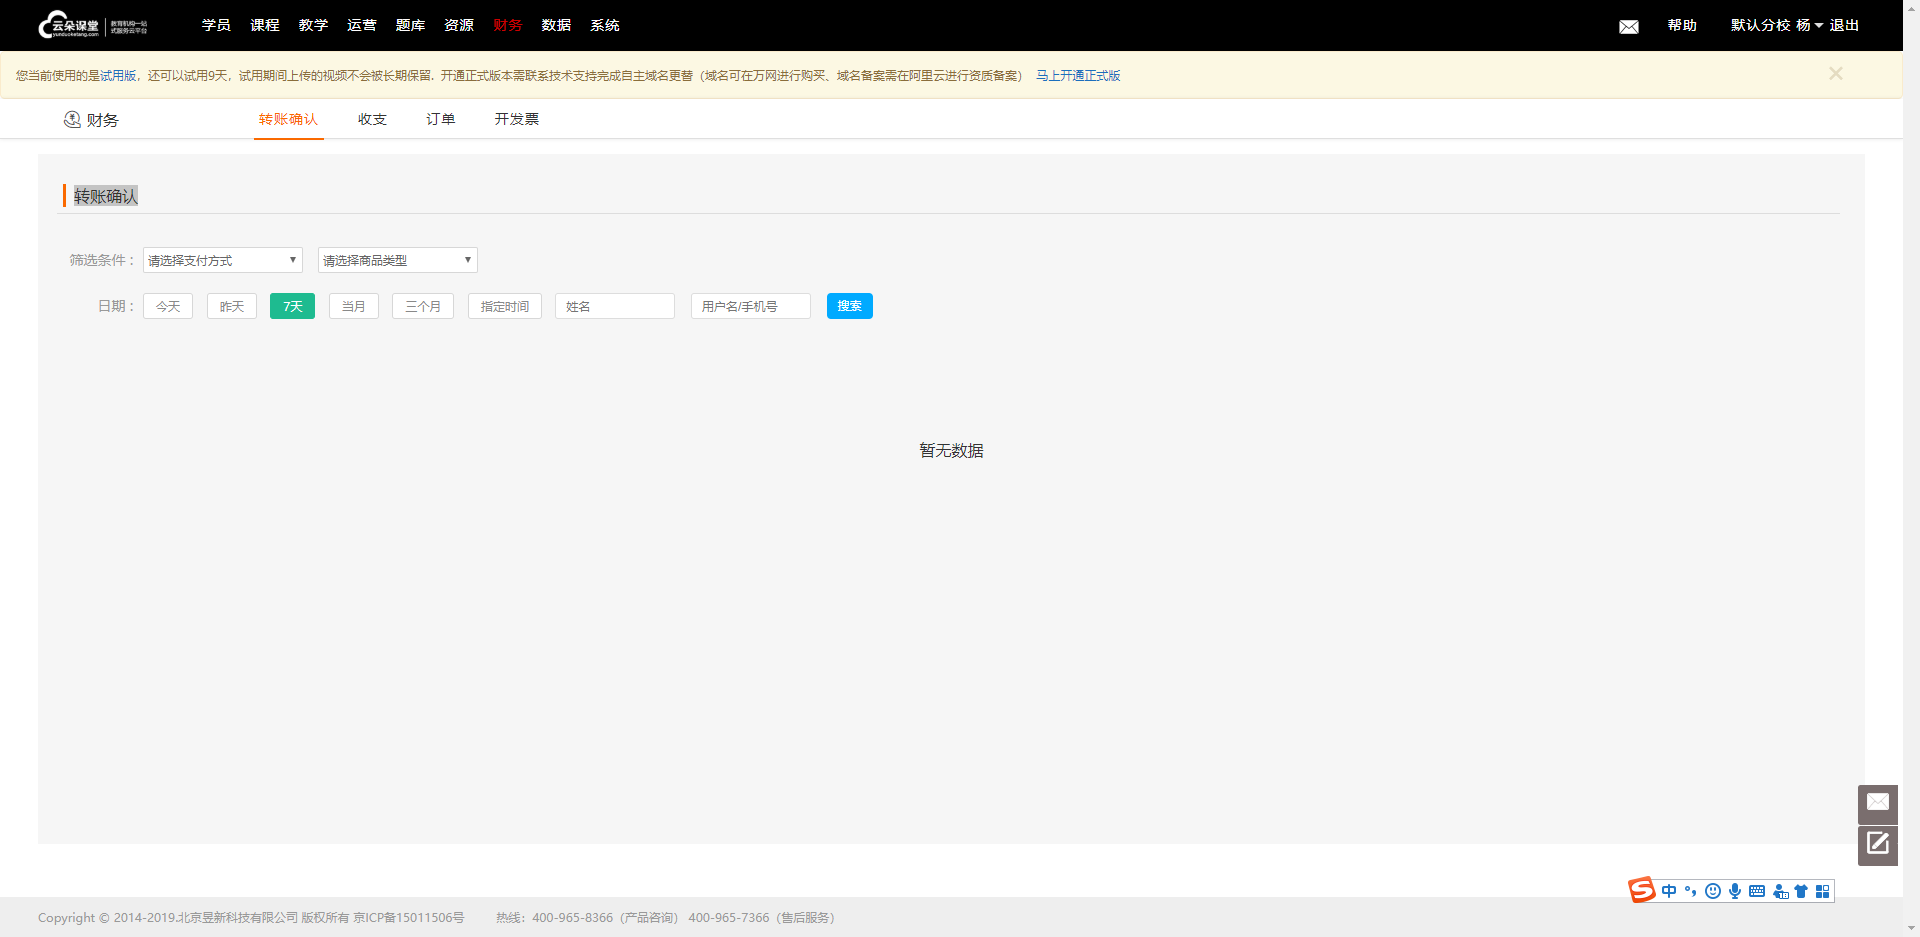 云朵课堂 yunduoketang.com 教育机构一站式服务云平台
学员 课程 教学 运营 题库 资源 财务 数据 系统 帮助 默认分校 杨 退出
您当前使用的是试用版，还可以试用9天，试用期间上传的视频不会被长期保留. 开通正式版本需联系技术支持完成自主域名更替（域名可在万网进行购买、域名备案需在阿里云进行资质备案） 马上开通正式版
财务 转账确认 收支 订单 开发票
转账确认
筛选条件： 请选择支付方式 请选择商品类型
日期： 今天 昨天 7天 当月 三个月 指定时间 姓名 用户名/手机号 搜索
暂无数据
中
Copyright © 2014-2019.北京昱新科技有限公司 版权所有 京ICP备15011506号 热线：400-965-8366（产品咨询） 400-965-7366（售后服务）